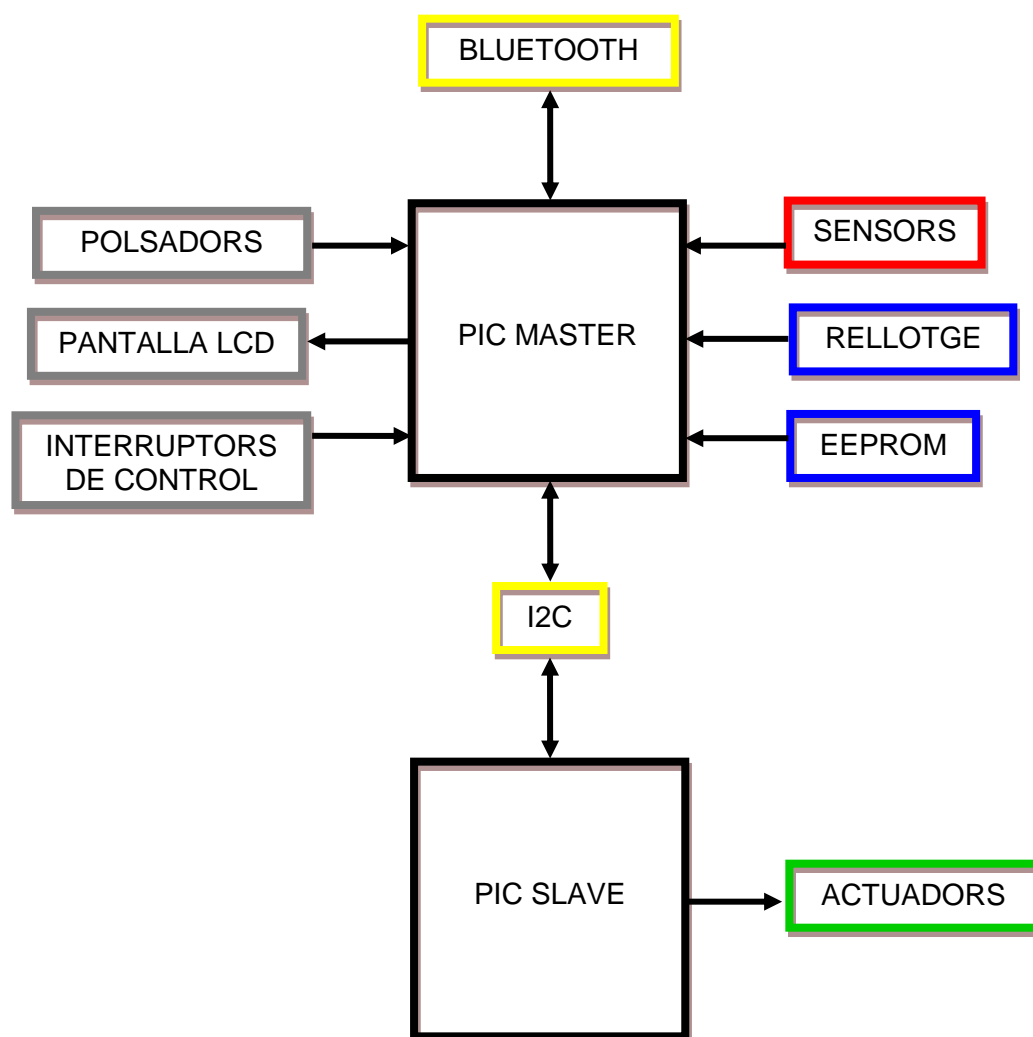 BLUETOOTH
POLSADORS
SENSORS
PANTALLA LCD
PIC MASTER
RELLOTGE
INTERRUPTORS
DE CONTROL
EEPROM
I2C
PIC SLAVE
ACTUADORS